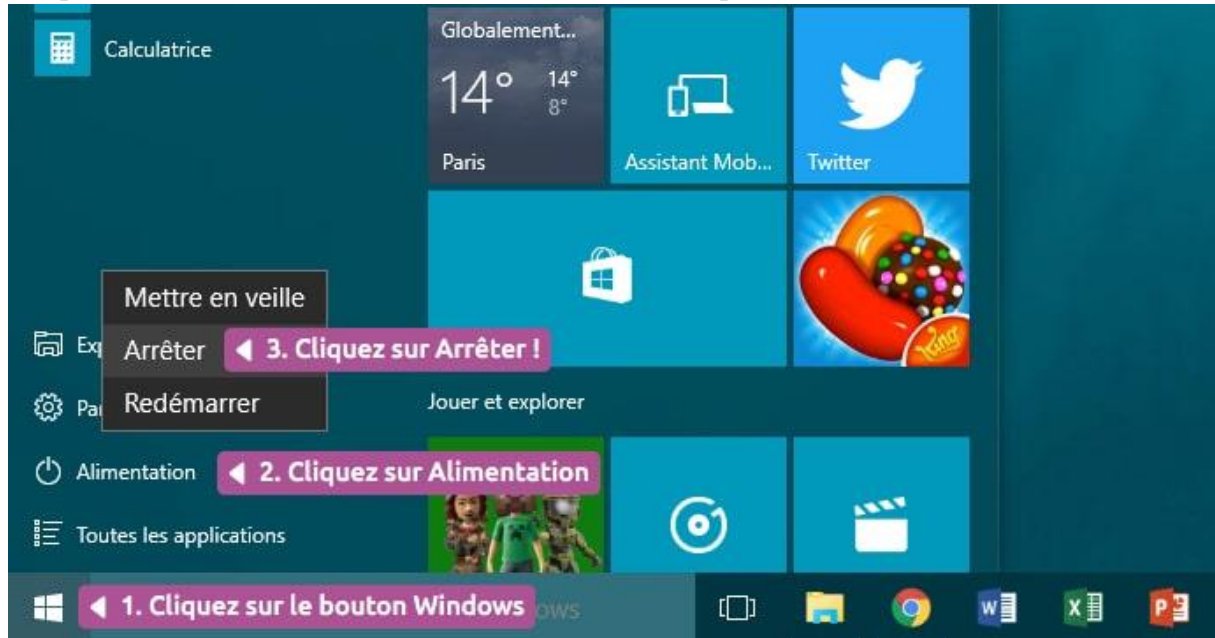 Calculatrice
Globalement...
14° 14°
8°
Paris
Assistant Mob...
Twitter
Mettre en veille
Arrêter
3. Cliquez sur Arrêter !
Redémarrer
King
Jouer et explorer
Alimentation
2. Cliquez sur Alimentation
Toutes les applications
1. Cliquez sur le bouton Windows
W
X
P